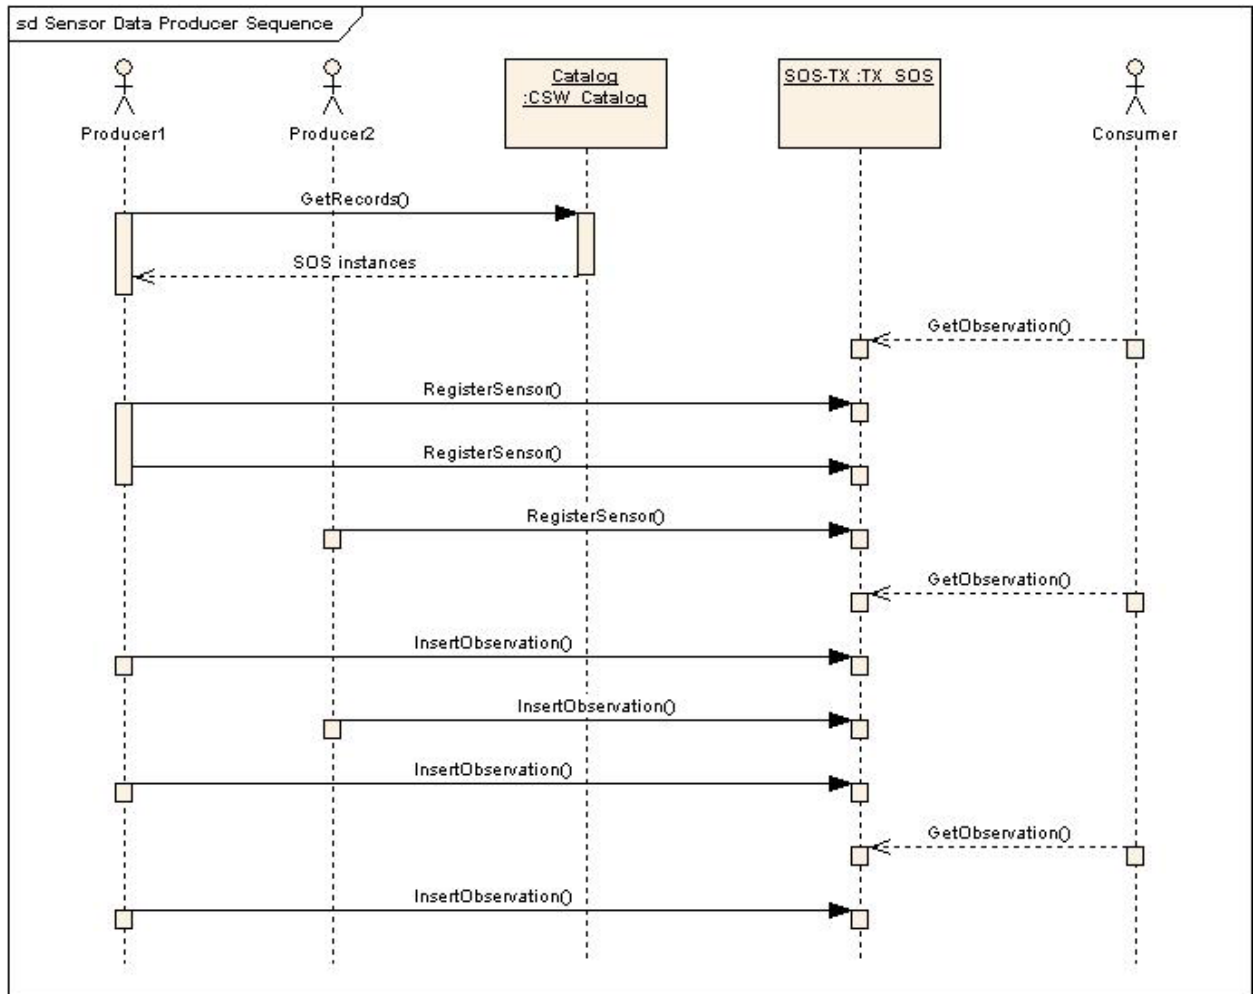 sd Sensor Data Producer Sequence
Producer1
Producer2
Catalog
:CSW_Catalog
SOS-TX :TX_SOS
Consumer
GetRecords()
SOS instances
GetObservation()
RegisterSensor()
RegisterSensor()
RegisterSensor()
GetObservation()
InsertObservation()
InsertObservation()
InsertObservation()
GetObservation()
InsertObservation()